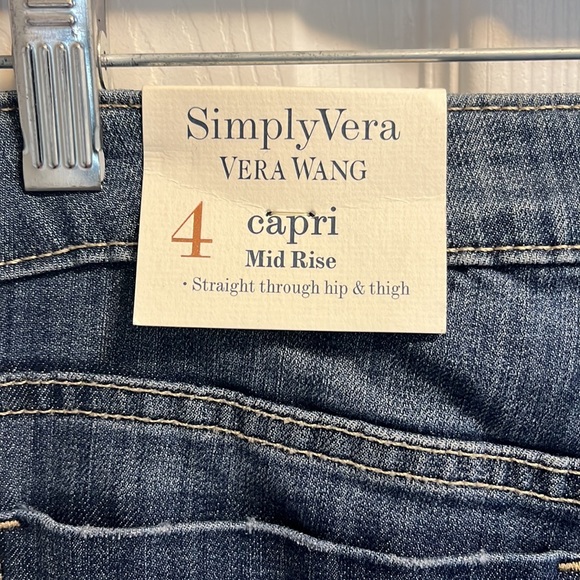 SimplyVera
VERA WANG
4 capri
Mid Rise
• Straight through hip & thigh